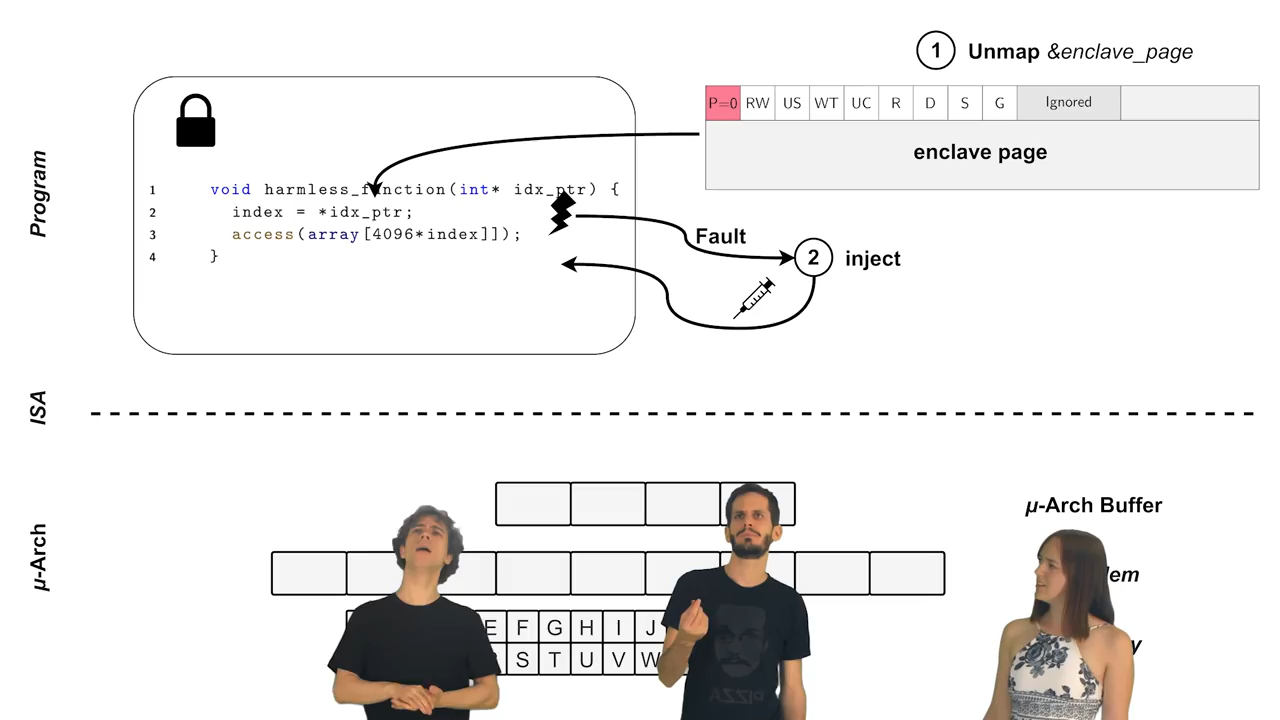 1 Unmap &enclave_page
P=0 RW US WT UC R D S G Ignored
enclave page
Program
1 void harmless_function(int* idx_ptr) {
2 index = *idx_ptr;
3 access(array[4096*index]]);
4 }
Fault
2 inject
ISA
μ-Arch
μ-Arch Buffer
E F G H I J
S T U V W
PIZZA